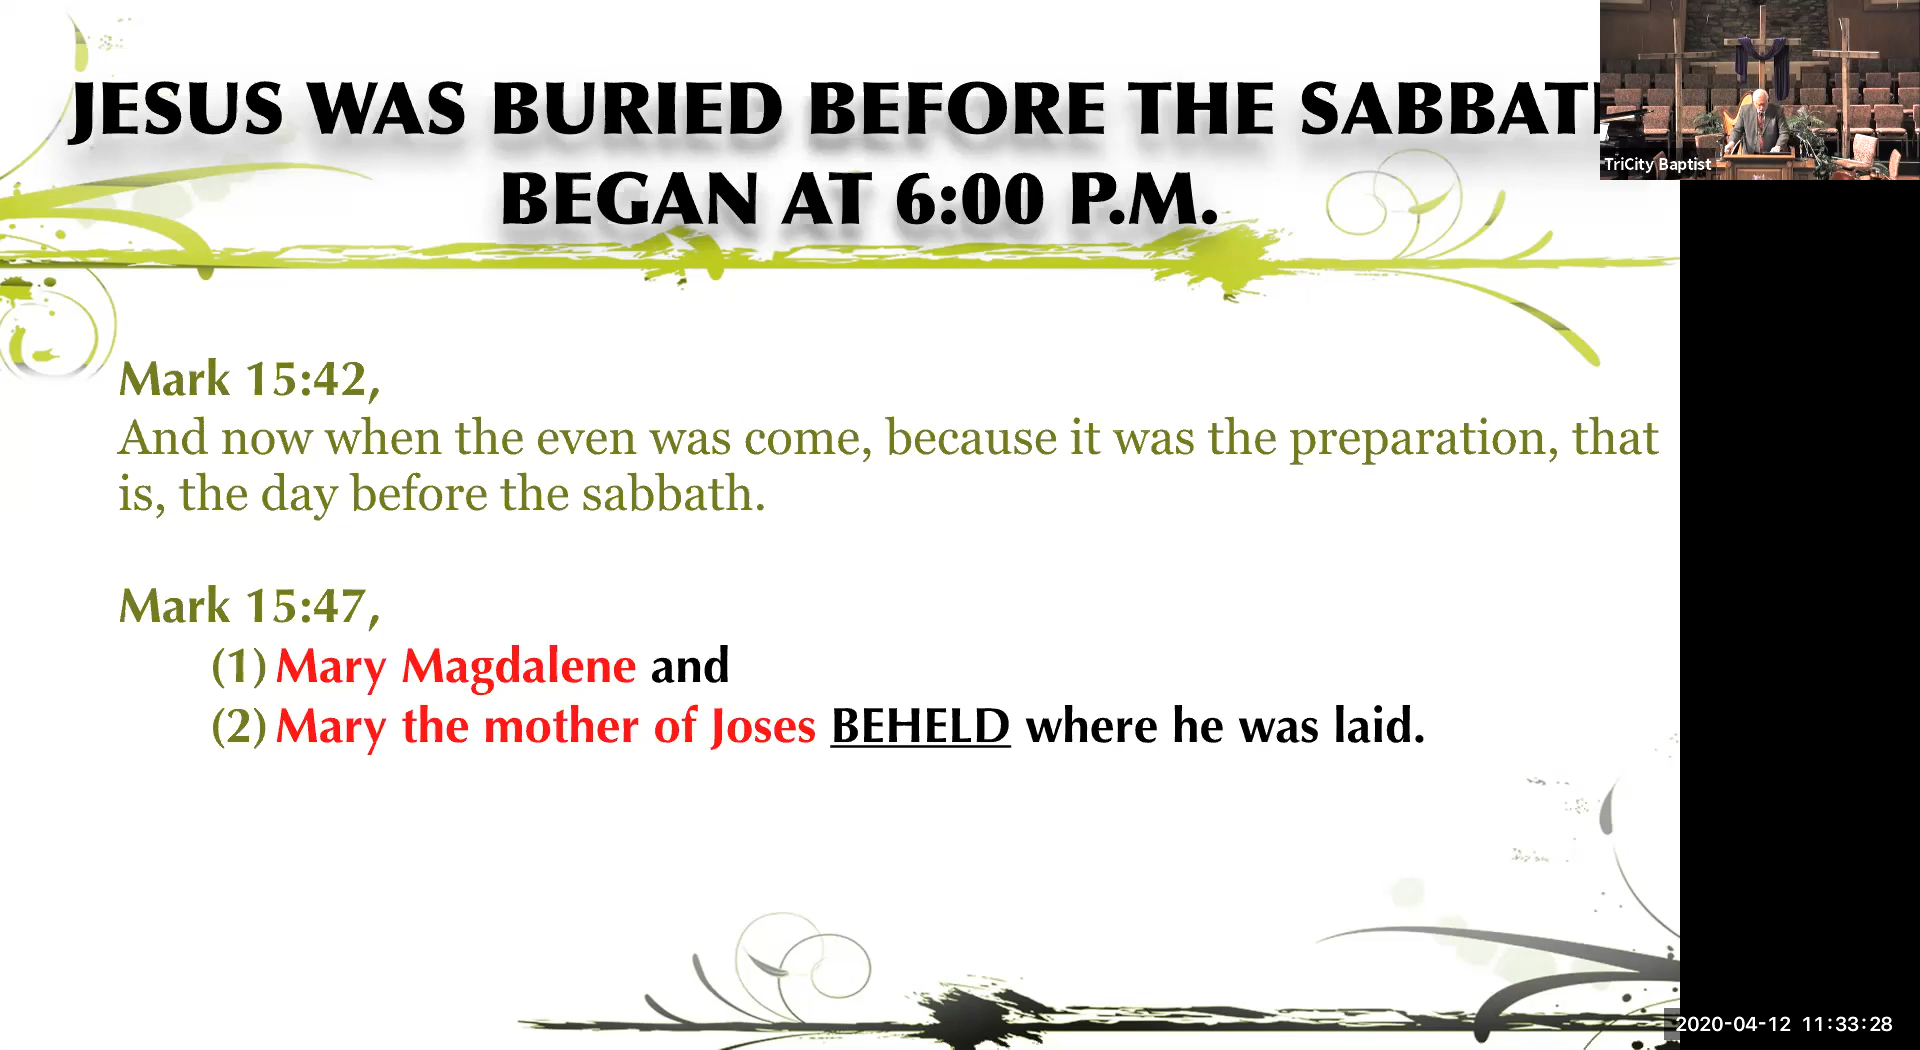 JESUS WAS BURIED BEFORE THE
BEGAN AT 6:00 P.M.
TriCity Baptist
Mark 15:42,
And now when the even was come, because it was the preparation, that
is, the day before the sabbath.
Mark 15:47,
(1) Mary Magdalene and
(2) Mary the mother of Joses BEHELD where he was laid.
2020-04-12 11:33:28